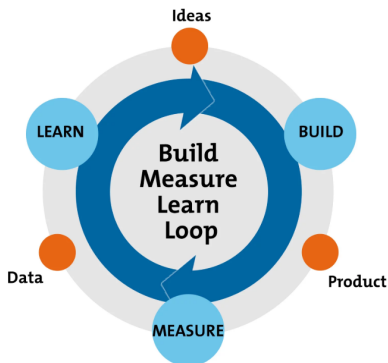 Ideas
LEARN
BUILD
Build
Measure
Learn
Loop
Data
Product
MEASURE